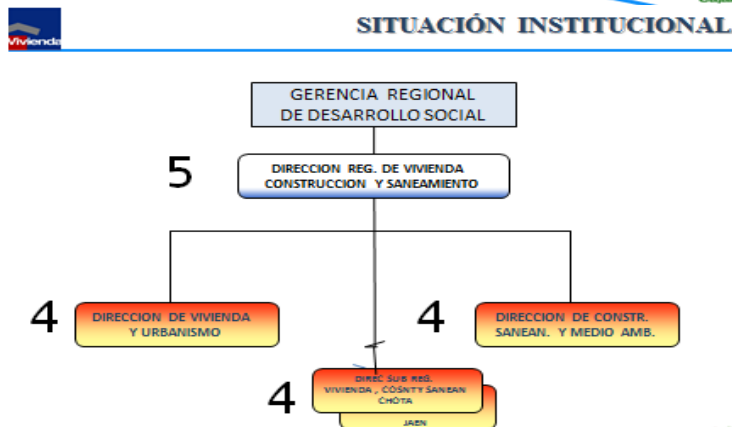 Vivienda
SITUACIÓN INSTITUCIONAL
GERENCIA REGIONAL
DE DESARROLLO SOCIAL
5
DIRECCION REG. DE VIVIENDA
CONSTRUCCION Y SANEAMIENTO
4
DIRECCION DE VIVIENDA
Y URBANISMO
4
DIRECCION DE CONSTR.
SANEAN. Y MEDIO AMB.
4
DIREC SUB REG.
VIVIENDA , COSNTY SANEAN
CHOTA
JAEN